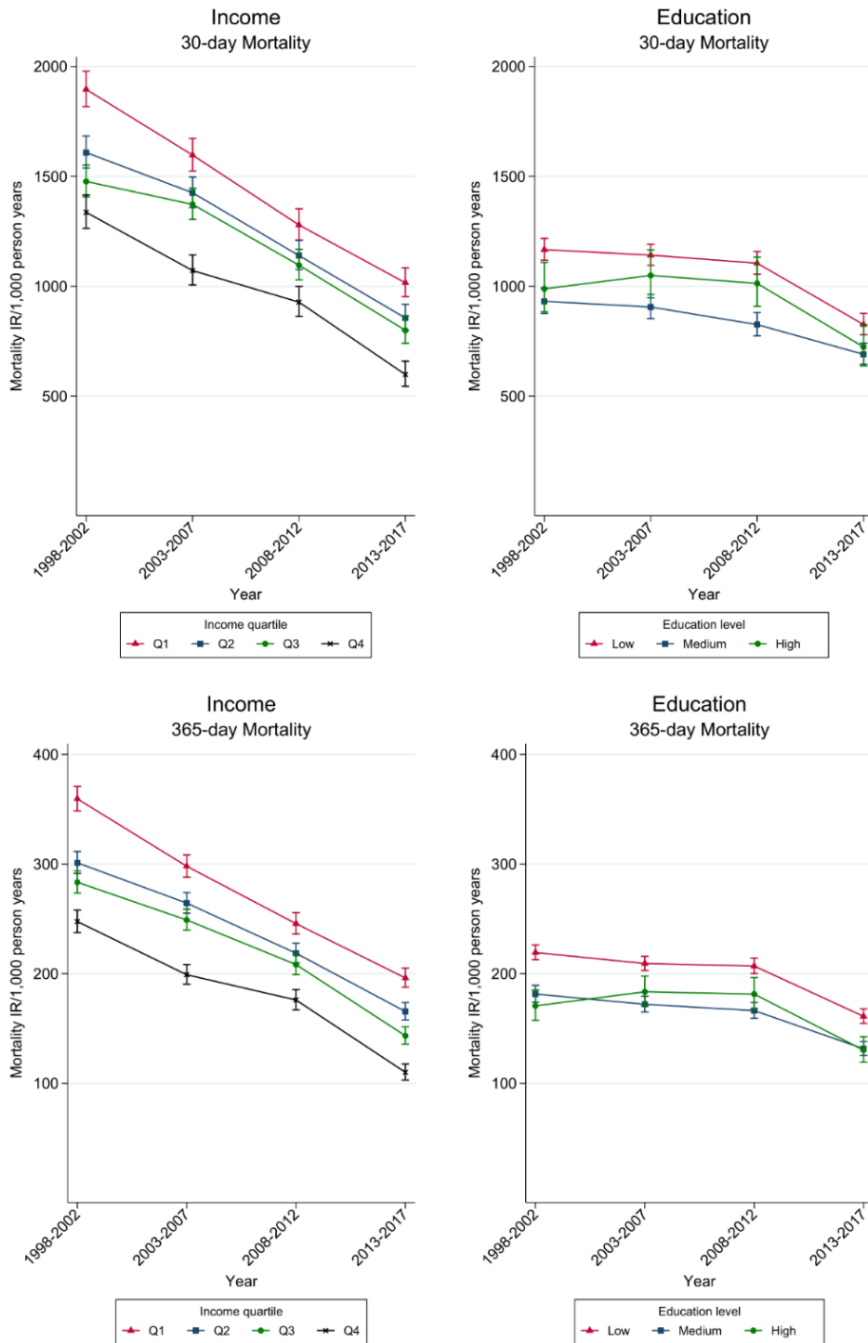 Income
30-day Mortality
Mortality IR/1,000 person years
2000
1500
1000
500
1998-2002
2003-2007
2008-2012
2013-2017
Year
Income quartile
Q1 Q2 Q3 Q4
Education
30-day Mortality
Mortality IR/1,000 person years
2000
1500
1000
500
1998-2002
2003-2007
2008-2012
2013-2017
Year
Education level
Low Medium High
Income
365-day Mortality
Mortality IR/1,000 person years
400
300
200
100
1998-2002
2003-2007
2008-2012
2013-2017
Year
Income quartile
Q1 Q2 Q3 Q4
Education
365-day Mortality
Mortality IR/1,000 person years
400
300
200
100
1998-2002
2003-2007
2008-2012
2013-2017
Year
Education level
Low Medium High